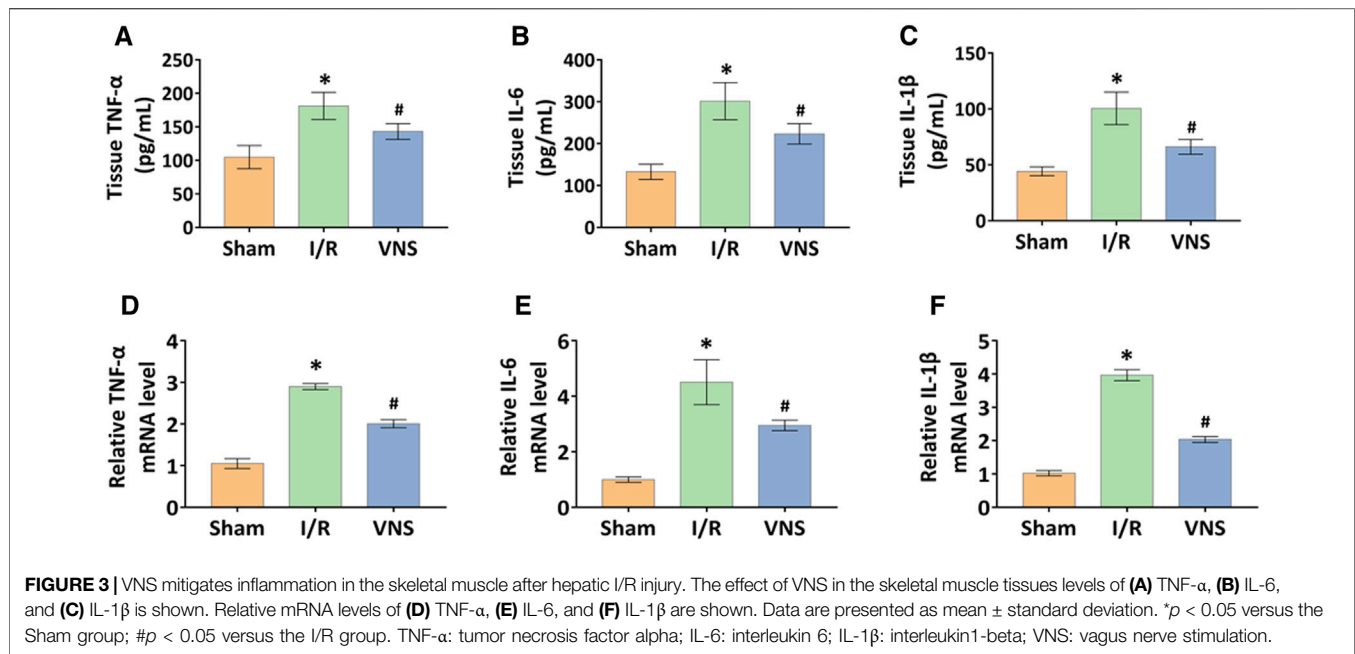 A
Tissue TNF-α
(pg/mL)
250
200
150
100
50
0
*
#
Sham I/R VNS
B
Tissue IL-6
(pg/mL)
400
300
200
100
0
*
#
Sham I/R VNS
C
Tissue IL-1β
(pg/mL)
150
100
50
0
*
#
Sham I/R VNS
D
Relative TNF-α
mRNA level
4
3
2
1
0
*
#
Sham I/R VNS
E
Relative IL-6
mRNA level
6
4
2
0
*
#
Sham I/R VNS
F
Relative IL-1β
mRNA level
5
4
3
2
1
0
*
#
Sham I/R VNS
FIGURE 3 | VNS mitigates inflammation in the skeletal muscle after hepatic I/R injury. The effect of VNS in the skeletal muscle tissues levels of (A) TNF-α, (B) IL-6,
and (C) IL-1β is shown. Relative mRNA levels of (D) TNF-α, (E) IL-6, and (F) IL-1β are shown. Data are presented as mean ± standard deviation. *p < 0.05 versus the
Sham group; #p < 0.05 versus the I/R group. TNF-α: tumor necrosis factor alpha; IL-6: interleukin 6; IL-1β: interleukin1-beta; VNS: vagus nerve stimulation.